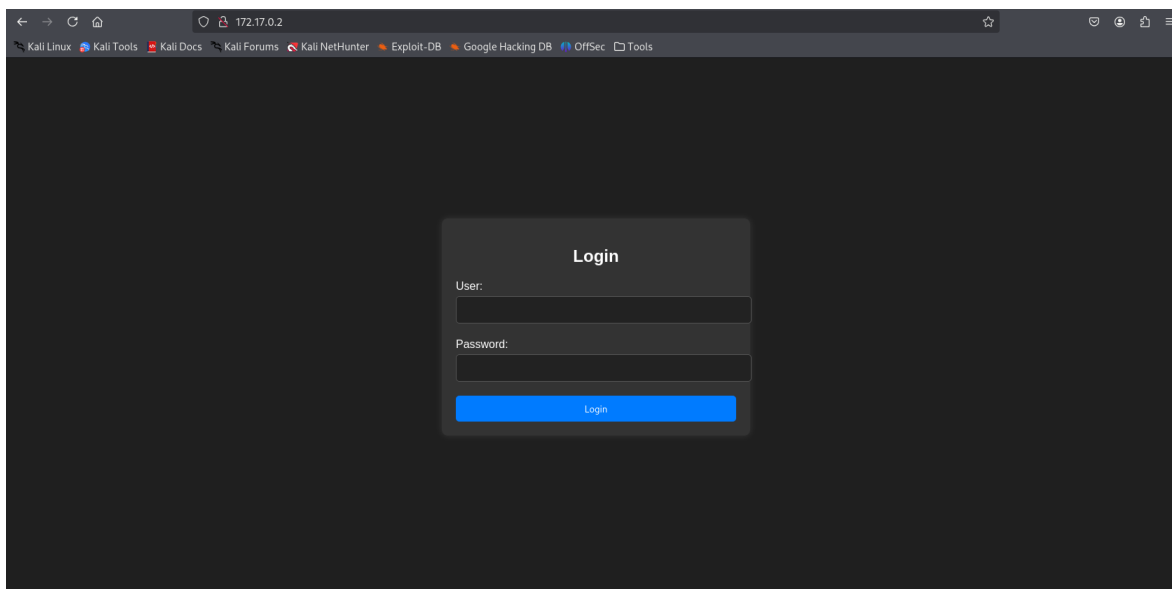 172.17.0.2
Kali Linux Kali Tools Kali Docs Kali Forums Kali NetHunter Exploit-DB Google Hacking DB OffSec Tools
Login
User:
Password:
Login